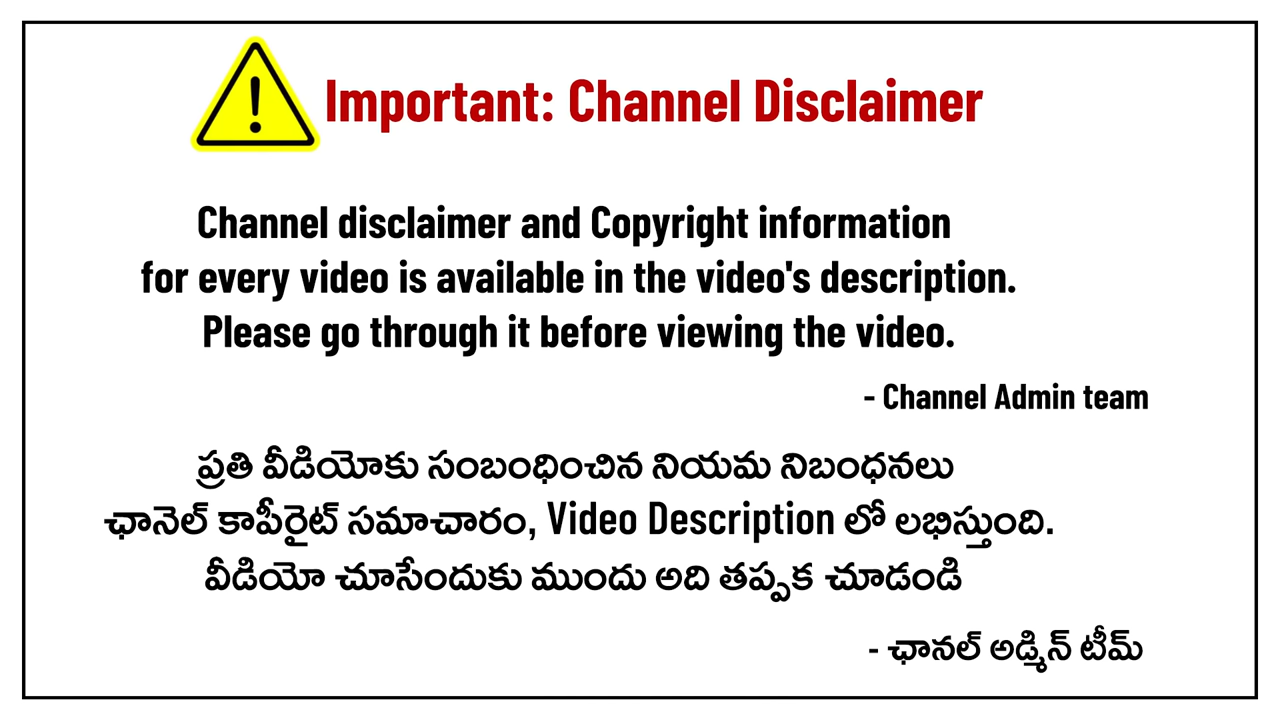 Important: Channel Disclaimer
Channel disclaimer and Copyright information
for every video is available in the video's description.
Please go through it before viewing the video.
- Channel Admin team
ప్రతి వీడియోకు సంబంధించిన నియమ నిబంధనలు
ఛానెల్ కాపీరైట్ సమాచారం, Video Description లో లభిస్తుంది.
వీడియో చూసేందుకు ముందు అది తప్పక చూడండి
- ఛానల్ అడ్మిన్ టీమ్